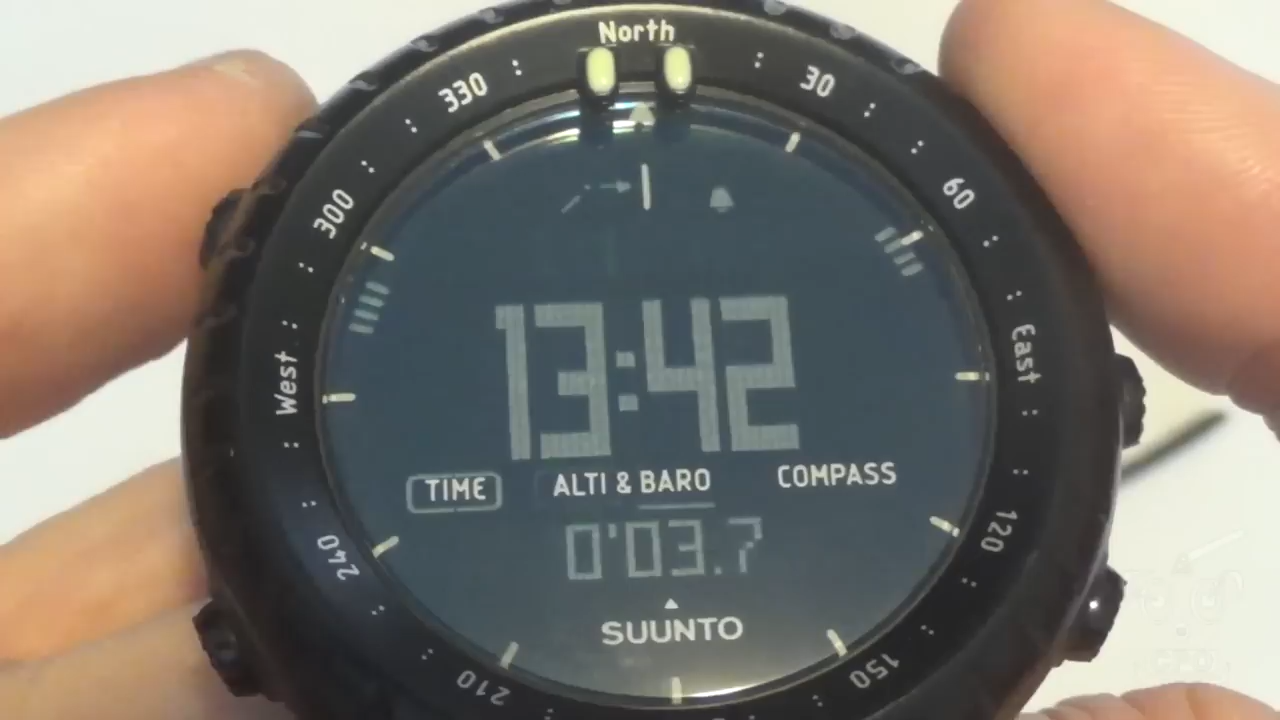 North
330
30
300
60
West
East
13:42
TIME ALTI & BARO COMPASS
0'03.7
240
120
SUUNTO
210
150